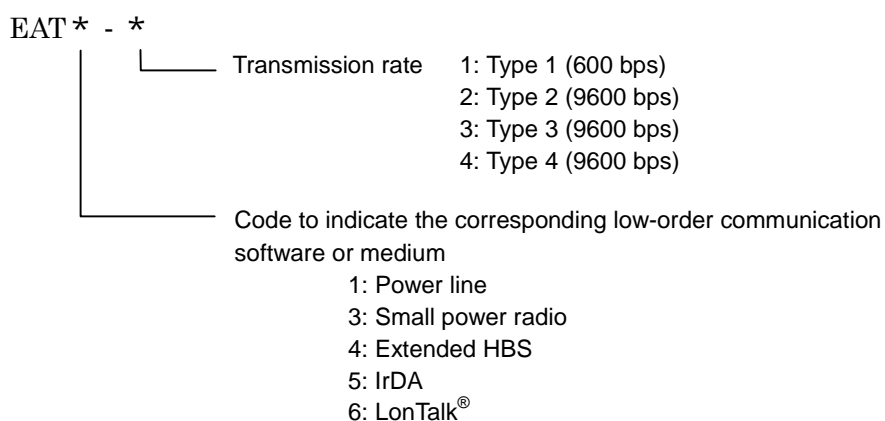 EAT* - *
Transmission rate 1: Type 1 (600 bps)
2: Type 2 (9600 bps)
3: Type 3 (9600 bps)
4: Type 4 (9600 bps)
Code to indicate the corresponding low-order communication
software or medium
1: Power line
3: Small power radio
4: Extended HBS
5: IrDA
6: LonTalk®